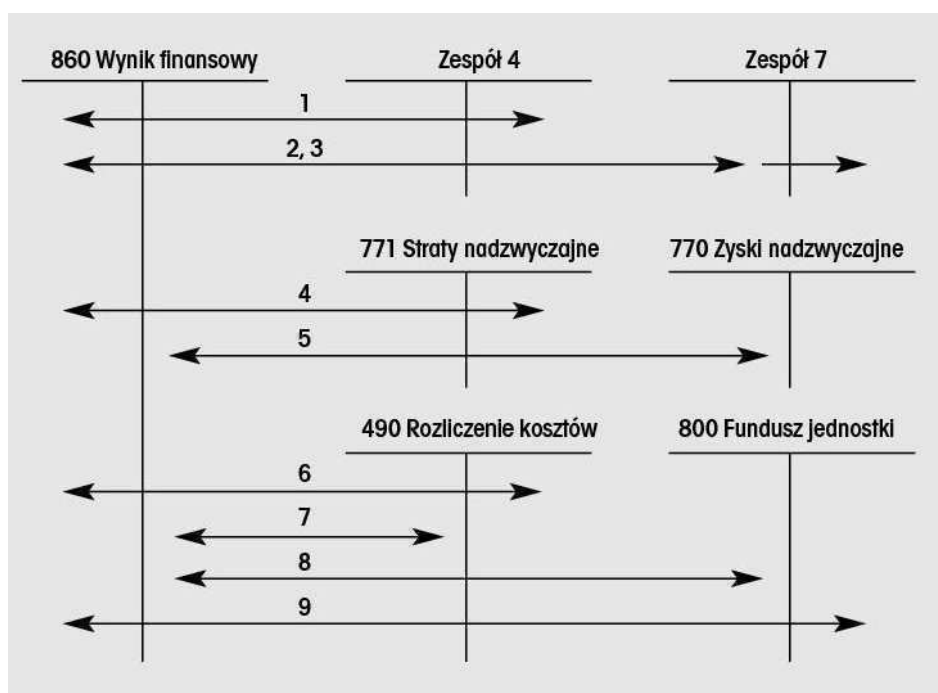 860 Wynik finansowy Zespół 4 Zespół 7
1
2, 3
771 Straty nadzwyczajne 770 Zyski nadzwyczajne
4
5
490 Rozliczenie kosztów 800 Fundusz jednostki
6
7
8
9